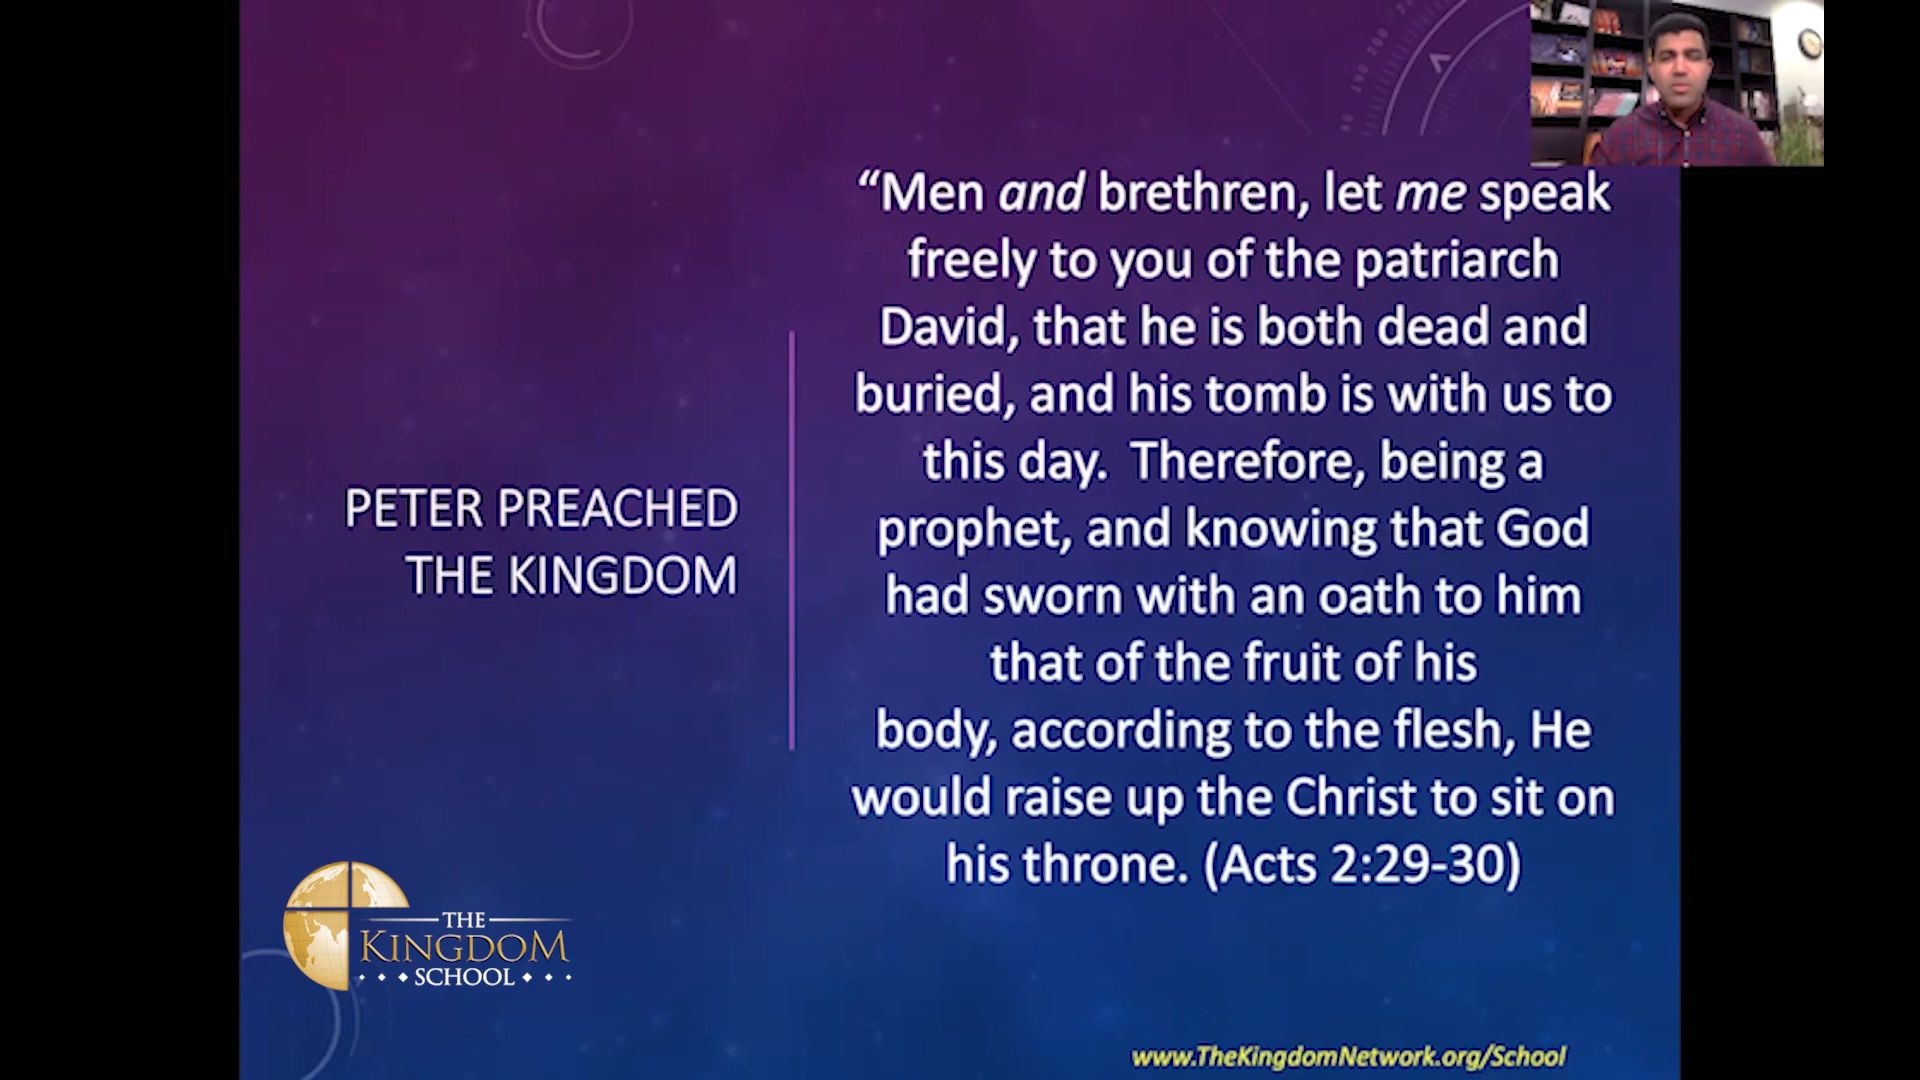 PETER PREACHED
THE KINGDOM
“Men and brethren, let me speak
freely to you of the patriarch
David, that he is both dead and
buried, and his tomb is with us to
this day.  Therefore, being a
prophet, and knowing that God
had sworn with an oath to him
that of the fruit of his
body, according to the flesh, He
would raise up the Christ to sit on
his throne. (Acts 2:29-30)
THE
KINGDOM
SCHOOL
www.TheKingdomNetwork.org/School